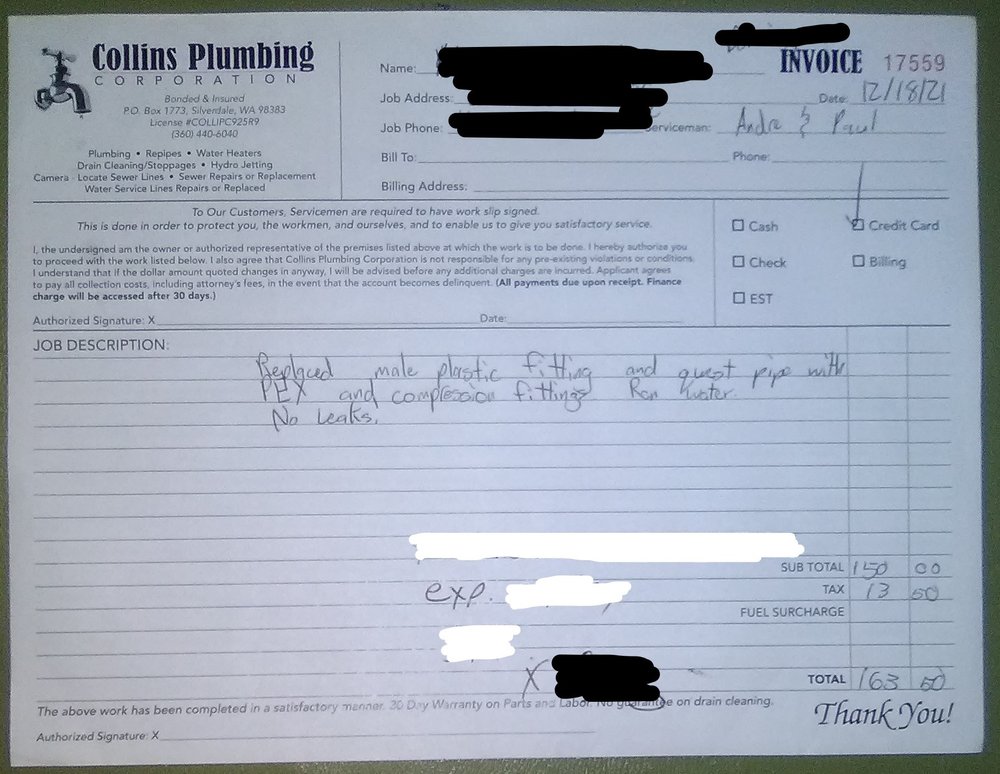 Collins Plumbing
CORPORATION
Bonded & Insured
P.O. Box 1773, Silverdale, WA 98383
License #COLLIPC925R9
(360) 440-6040
Plumbing • Repipes • Water Heaters
Drain Cleaning/Stoppages • Hydro Jetting
Camera - Locate Sewer Lines • Sewer Repairs or Replacement
Water Service Lines Repairs or Replaced
INVOICE 17559
Name:
Job Address: Date: 12/18/21
Job Phone: Serviceman: Andre & Paul
Bill To: Phone:
Billing Address:
To Our Customers, Servicemen are required to have work slip signed.
This is done in order to protect you, the workmen, and ourselves, and to enable us to give you satisfactory service.
I, the undersigned am the owner or authorized representative of the premises listed above at which the work is to be done. I hereby authorize you
to proceed with the work listed below. I also agree that Collins Plumbing Corporation is not responsible for any pre-existing violations or conditions.
I understand that if the dollar amount quoted changes in anyway, I will be advised before any additional charges are incurred. Applicant agrees
to pay all collection costs, including attorney's fees, in the event that the account becomes delinquent. (All payments due upon receipt. Finance
charge will be accessed after 30 days.)
Authorized Signature: X Date:
Cash Credit Card
Check Billing
EST
JOB DESCRIPTION:
Replaced male plastic fitting and quest pipe with
PEX and complession fittings Ran water.
No Leaks.
SUB TOTAL 150 00
exp.
TAX 13 50
FUEL SURCHARGE
X
TOTAL 163 50
The above work has been completed in a satisfactory manner. 30 Day Warranty on Parts and Labor. No guarantee on drain cleaning.
Thank You!
Authorized Signature: X